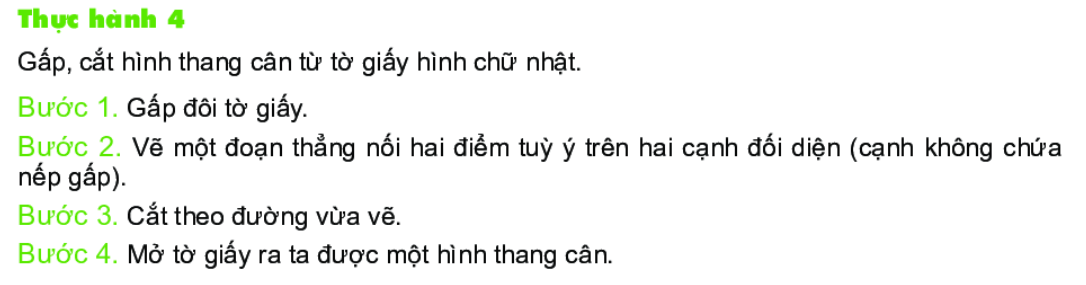 Thực hành 4
Gấp, cắt hình thang cân từ tờ giấy hình chữ nhật.
Bước 1. Gấp đôi tờ giấy.
Bước 2. Vẽ một đoạn thẳng nối hai điểm tuỳ ý trên hai cạnh đối diện (cạnh không chứa
nếp gấp).
Bước 3. Cắt theo đường vừa vẽ.
Bước 4. Mở tờ giấy ra ta được một hình thang cân.